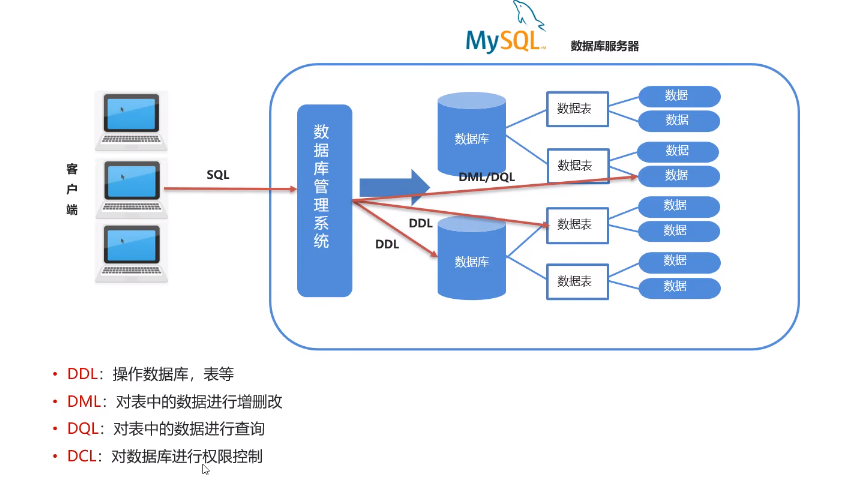 MySQL™
数据库服务器
客
户
端
SQL
数
据
库
管
理
系
统
数据库
数据库
DML/DQL
DDL
DDL
数据表
数据表
数据表
数据表
数据
数据
数据
数据
数据
数据
数据
数据
• DDL：操作数据库，表等
• DML：对表中的数据进行增删改
• DQL：对表中的数据进行查询
• DCL：对数据库进行权限控制